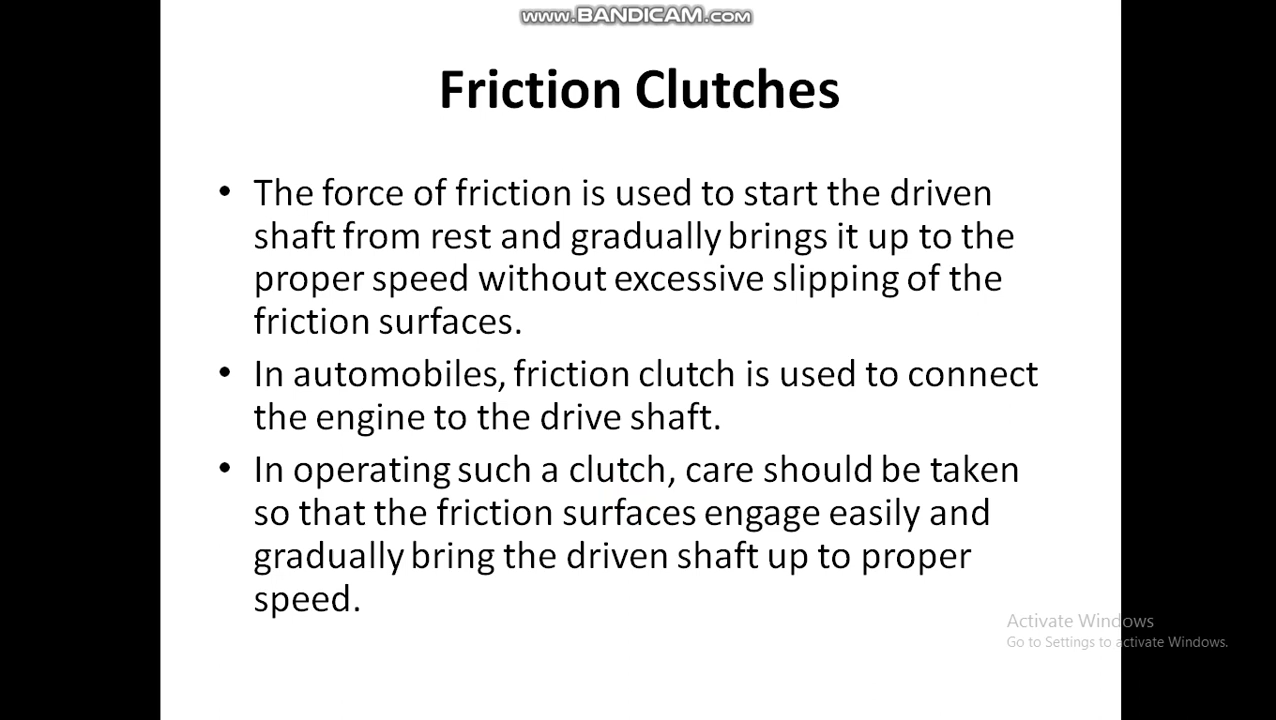 www.BANDICAM.com
Friction Clutches
• The force of friction is used to start the driven
shaft from rest and gradually brings it up to the
proper speed without excessive slipping of the
friction surfaces.
• In automobiles, friction clutch is used to connect
the engine to the drive shaft.
• In operating such a clutch, care should be taken
so that the friction surfaces engage easily and
gradually bring the driven shaft up to proper
speed.
Activate Windows
Go to Settings to activate Windows.